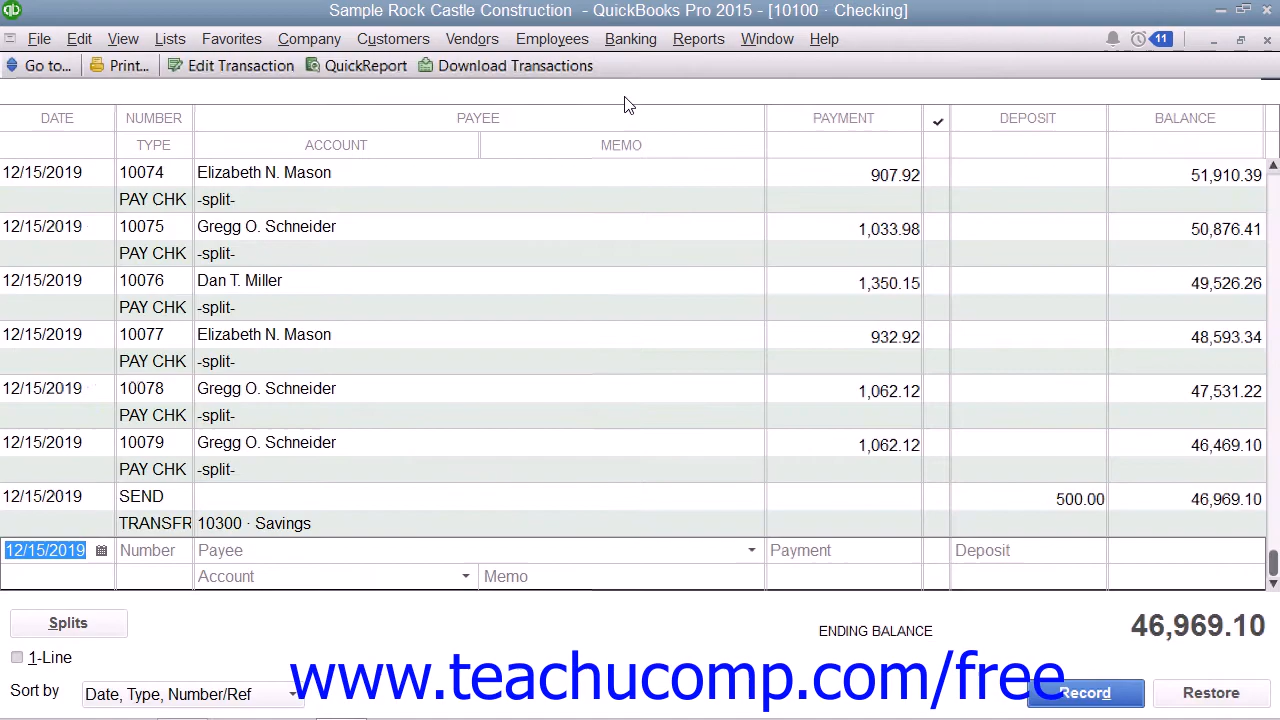 Sample Rock Castle Construction - QuickBooks Pro 2015 - [10100 · Checking]
File Edit View Lists Favorites Company Customers Vendors Employees Banking Reports Window Help 11
Go to... Print... Edit Transaction QuickReport Download Transactions
DATE NUMBER PAYEE PAYMENT ✓ DEPOSIT BALANCE
TYPE ACCOUNT MEMO
12/15/2019 10074 Elizabeth N. Mason 907.92 51,910.39
PAY CHK -split-
12/15/2019 10075 Gregg O. Schneider 1,033.98 50,876.41
PAY CHK -split-
12/15/2019 10076 Dan T. Miller 1,350.15 49,526.26
PAY CHK -split-
12/15/2019 10077 Elizabeth N. Mason 932.92 48,593.34
PAY CHK -split-
12/15/2019 10078 Gregg O. Schneider 1,062.12 47,531.22
PAY CHK -split-
12/15/2019 10079 Gregg O. Schneider 1,062.12 46,469.10
PAY CHK -split-
12/15/2019 SEND 500.00 46,969.10
TRANSFR 10300 · Savings
12/15/2019 Number Payee Payment Deposit
Account Memo
Splits ENDING BALANCE 46,969.10
1-Line
Sort by Date, Type, Number/Ref www.teachucomp.com/free Record Restore